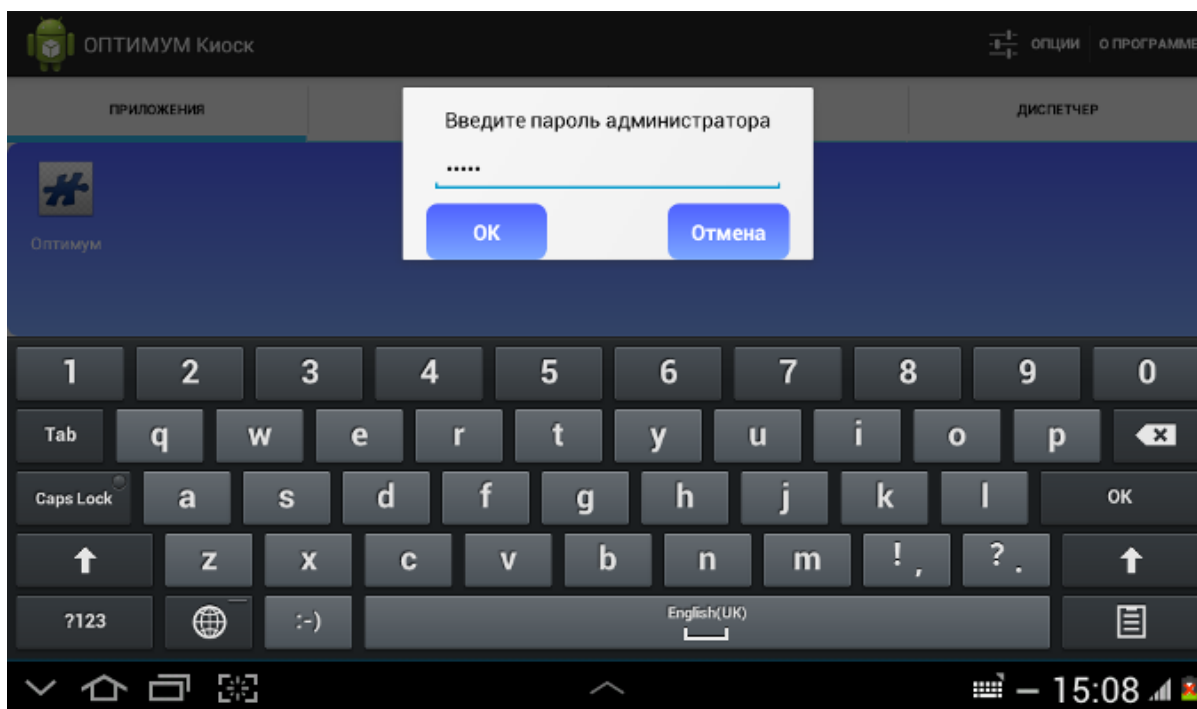 ОПТИМУМ Киоск
ОПЦИИ
О ПРОГРАММЕ
ПРИЛОЖЕНИЯ
ДИСПЕТЧЕР
Введите пароль администратора
•••••
OK
Отмена
Оптимум
1 2 3 4 5 6 7 8 9 0
Tab q w e r t y u i o p
Caps Lock a s d f g h j k l OK
z x c v b n m ! , ? .
?123 :-) English(UK)
15:08